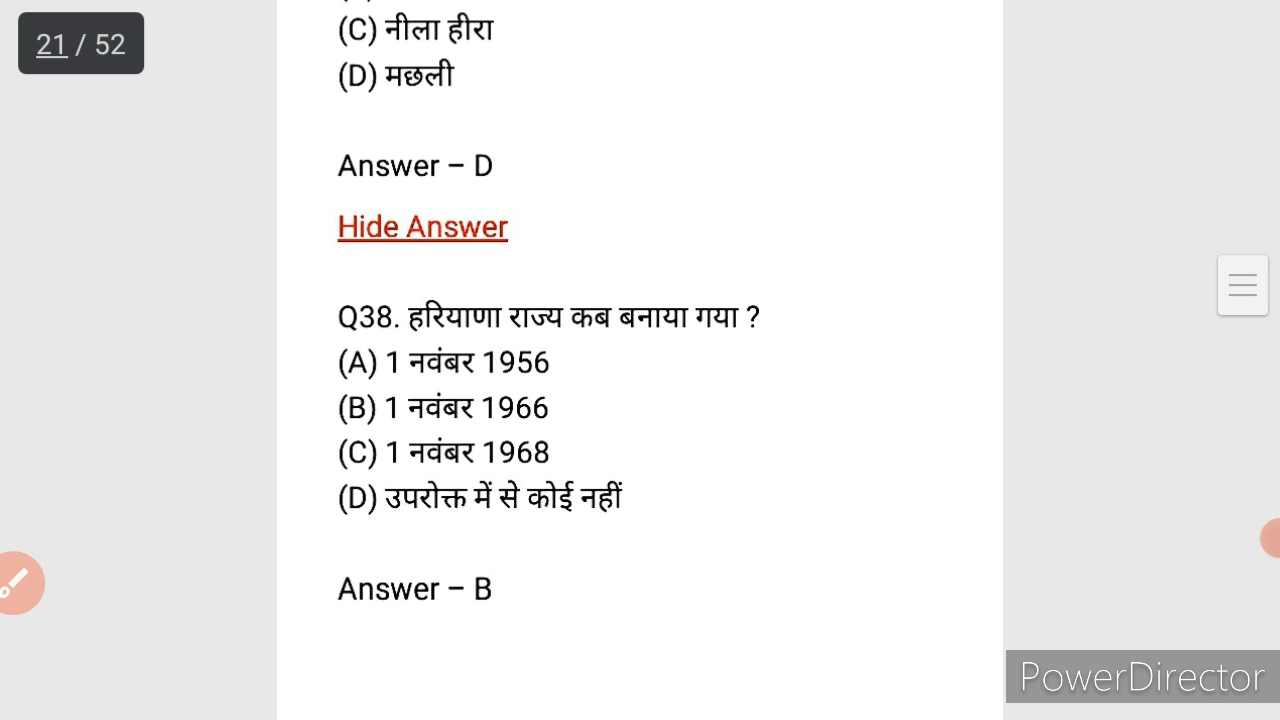 21 / 52
(C) नीला हीरा
(D) मछली
Answer – D
Hide Answer
Q38. हरियाणा राज्य कब बनाया गया ?
(A) 1 नवंबर 1956
(B) 1 नवंबर 1966
(C) 1 नवंबर 1968
(D) उपरोक्त में से कोई नहीं
Answer – B
PowerDirector